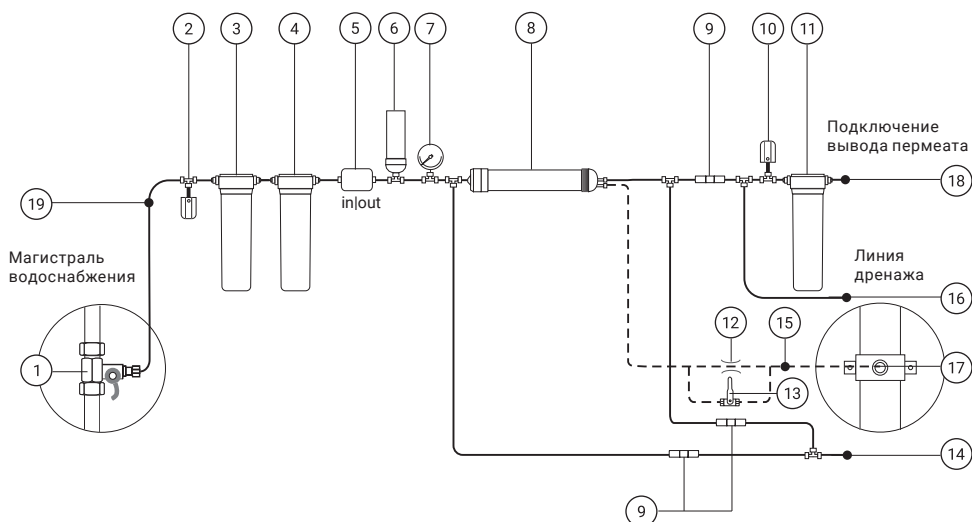 2
3
4
5
6
7
8
9
10
11
Подключение
вывода пермеата
in|out
18
19
Магистраль
водоснабжения
Линия
дренажа
16
12
15
1
13
17
14
9